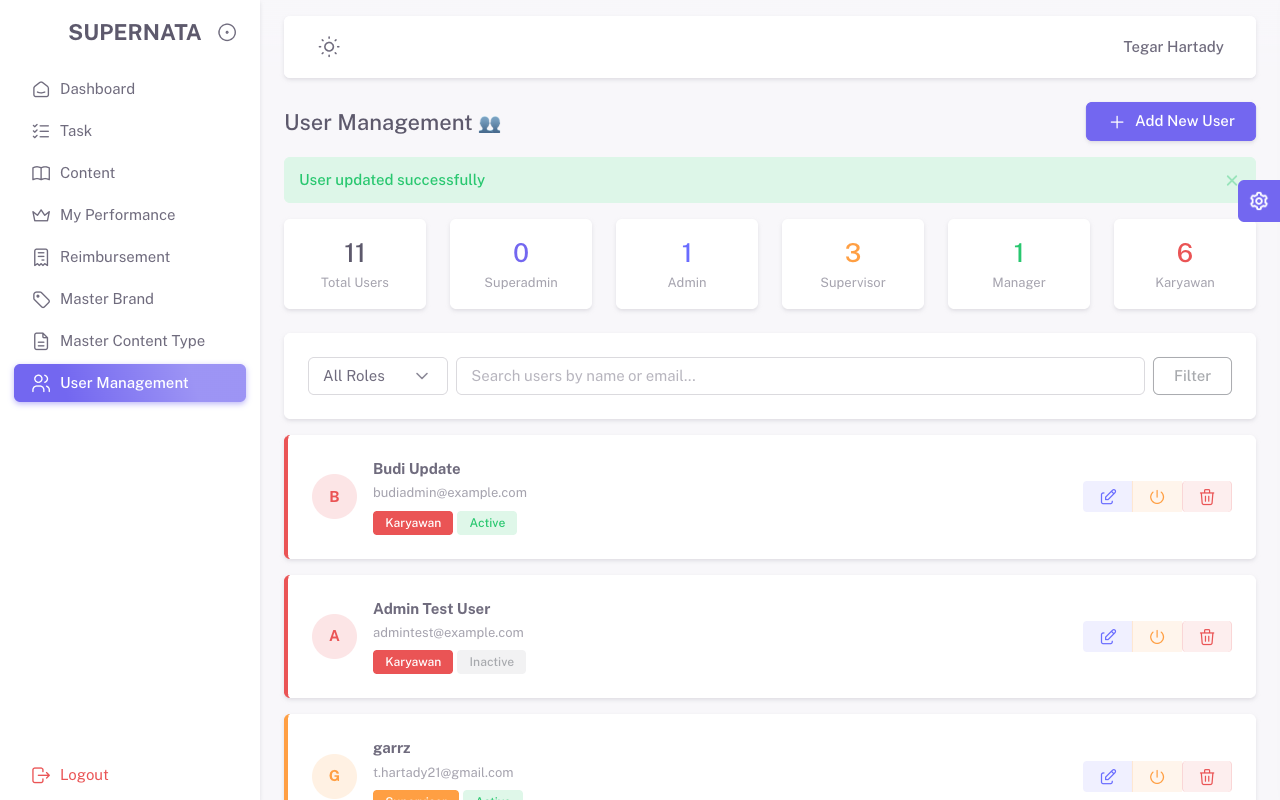 SUPERNATA
Dashboard
Task
Content
My Performance
Reimbursement
Master Brand
Master Content Type
User Management
Logout
Tegar Hartady
User Management
Add New User
User updated successfully
11
Total Users
0
Superadmin
1
Admin
3
Supervisor
1
Manager
6
Karyawan
All Roles
Search users by name or email...
Filter
B
Budi Update
budiadmin@example.com
Karyawan
Active
A
Admin Test User
admintest@example.com
Karyawan
Inactive
G
garrz
t.hartady21@gmail.com
Supervisor
Active